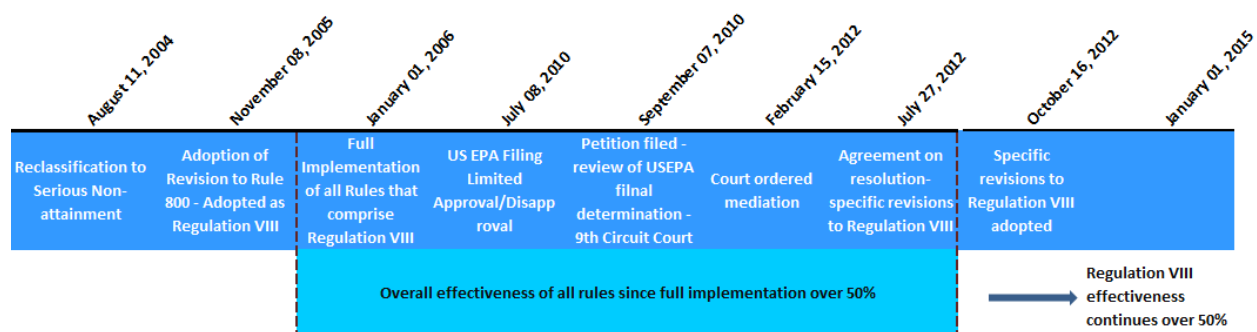 August 11, 2004
November 08, 2005
January 01, 2006
July 08, 2010
September 07, 2010
February 15, 2012
July 27, 2012
October 16, 2012
January 01, 2015
Reclassification to
Serious Non-
attainment
Adoption of
Revision to Rule
800 - Adopted as
Regulation VIII
Full
Implementation
of all Rules that
comprise
Regulation VIII
US EPA Filing
Limited
Approval/Disapp
roval
Petition filed -
review of USEPA
filnal
determination -
9th Circuit Court
Court ordered
mediation
Agreement on
resolution-
specific revisions
to Regulation VIII
Specific
revisions to
Regulation VIII
adopted
Overall effectiveness of all rules since full implementation over 50%
Regulation VIII
effectiveness
continues over 50%